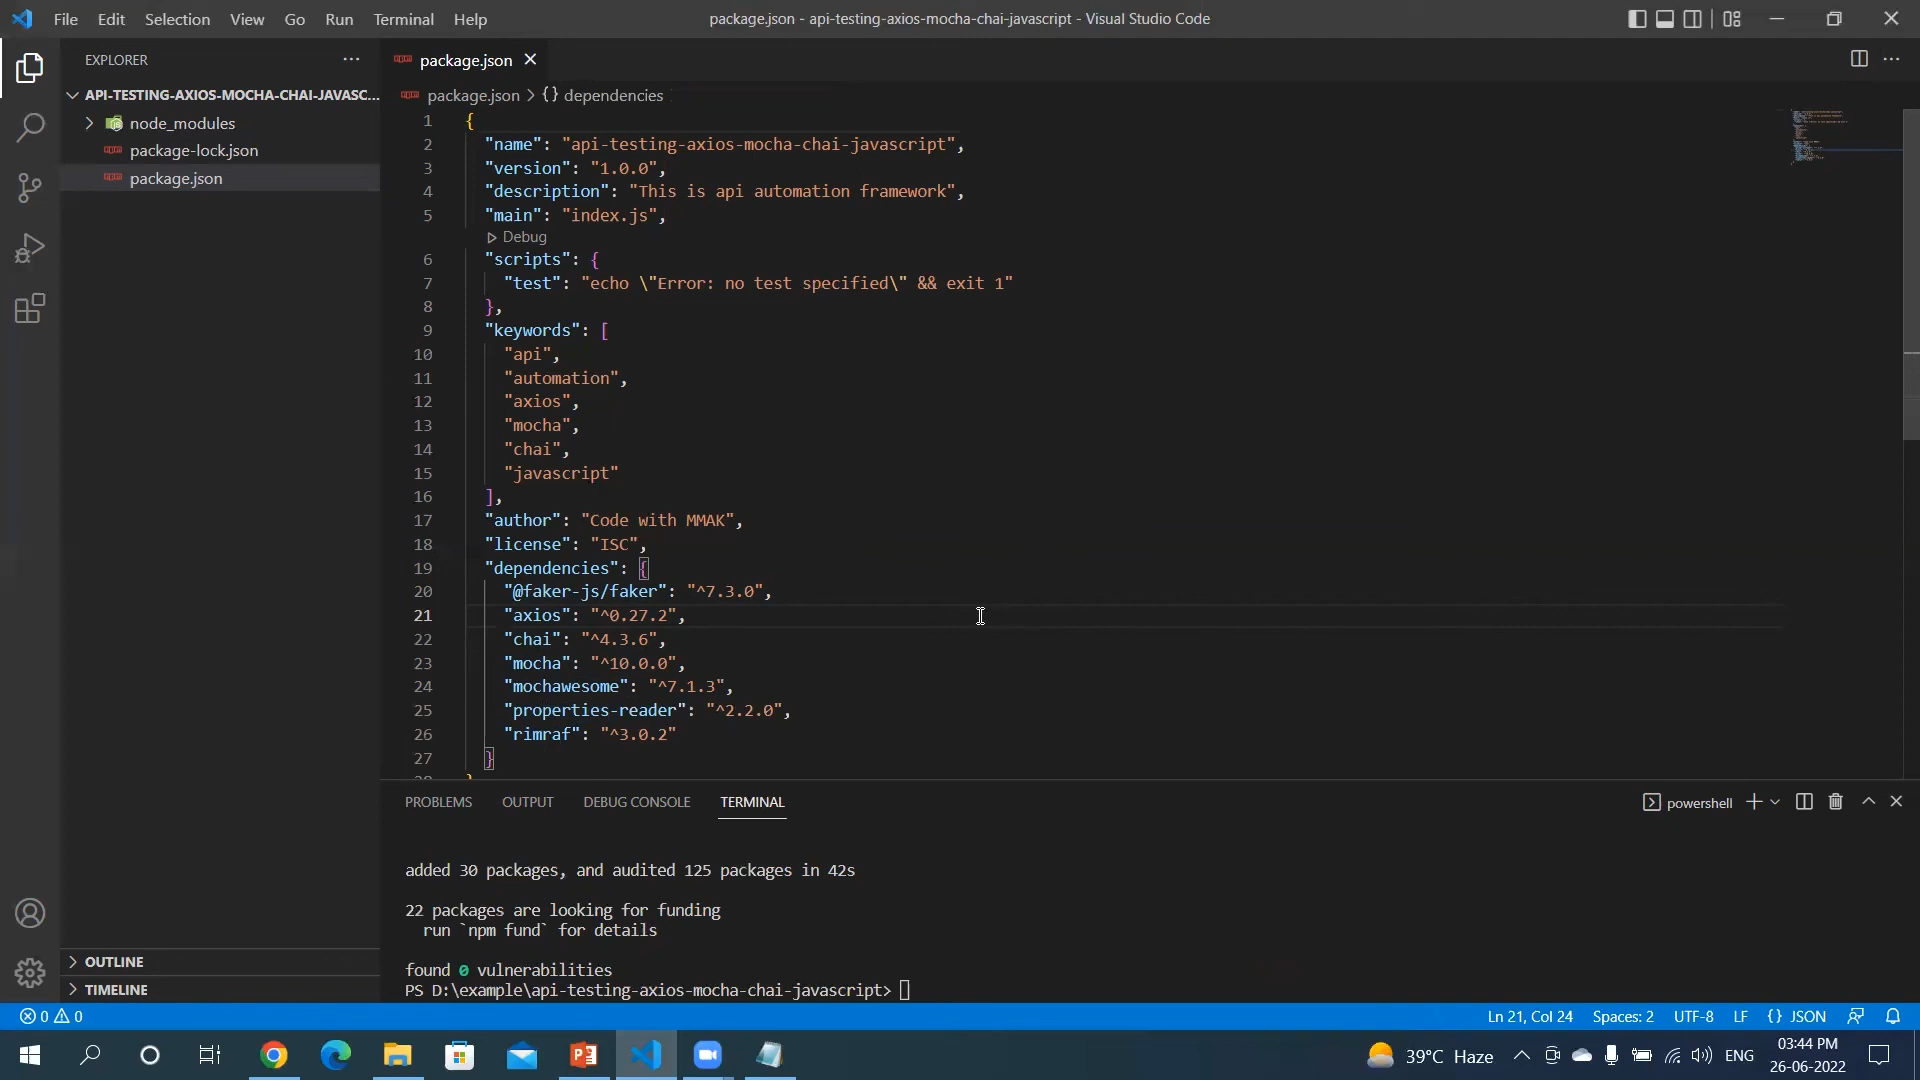 File Edit Selection View Go Run Terminal Help
package.json - api-testing-axios-mocha-chai-javascript - Visual Studio Code
EXPLORER
API-TESTING-AXIOS-MOCHA-CHAI-JAVASC...
node_modules
package-lock.json
package.json
OUTLINE
TIMELINE
package.json
package.json > {} dependencies
1 {
2 "name": "api-testing-axios-mocha-chai-javascript",
3 "version": "1.0.0",
4 "description": "This is api automation framework",
5 "main": "index.js",
Debug
6 "scripts": {
7 "test": "echo \"Error: no test specified\" && exit 1"
8 },
9 "keywords": [
10 "api",
11 "automation",
12 "axios",
13 "mocha",
14 "chai",
15 "javascript"
16 ],
17 "author": "Code with MMAK",
18 "license": "ISC",
19 "dependencies": {
20 "@faker-js/faker": "^7.3.0",
21 "axios": "^0.27.2",
22 "chai": "^4.3.6",
23 "mocha": "^10.0.0",
24 "mochawesome": "^7.1.3",
25 "properties-reader": "^2.2.0",
26 "rimraf": "^3.0.2"
27 }
28 }
PROBLEMS OUTPUT DEBUG CONSOLE TERMINAL
powershell
added 30 packages, and audited 125 packages in 42s
22 packages are looking for funding
run `npm fund` for details
found 0 vulnerabilities
PS D:\example\api-testing-axios-mocha-chai-javascript>
0 0
Ln 21, Col 24 Spaces: 2 UTF-8 LF {} JSON
39°C Haze
ENG
03:44 PM
26-06-2022